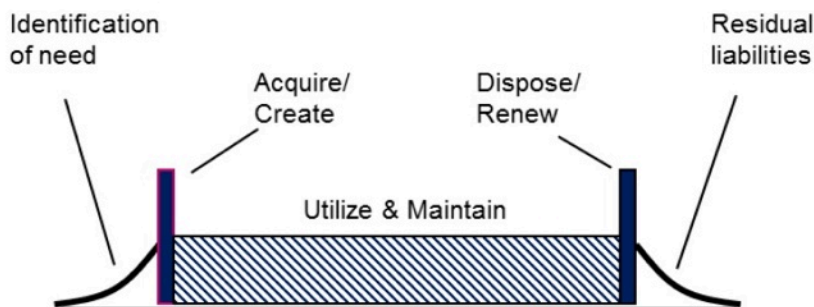 Identification
of need
Acquire/
Create
Utilize & Maintain
Dispose/
Renew
Residual
liabilities